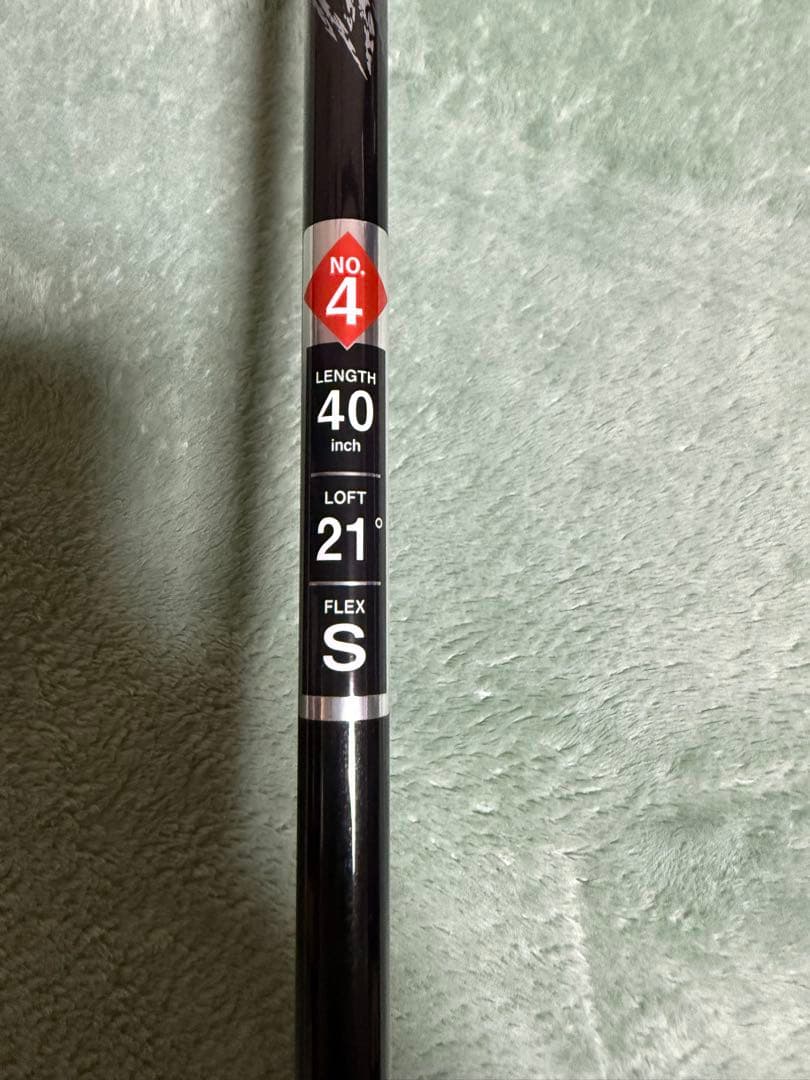 NO.
4
LENGTH
40
inch
LOFT
21°
FLEX
S